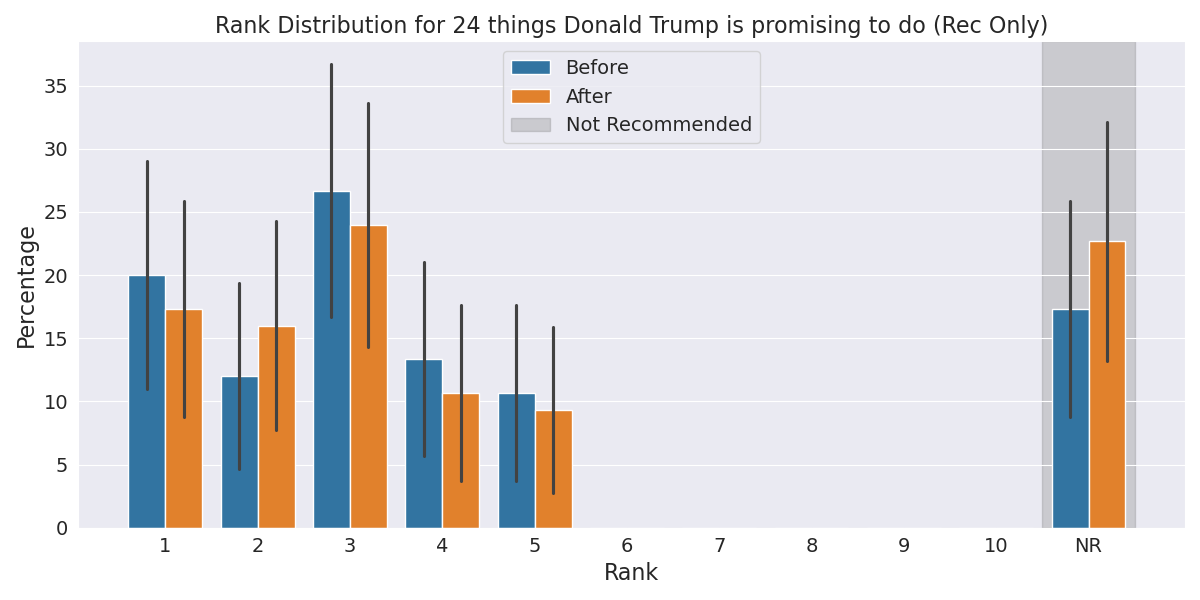 Rank Distribution for 24 things Donald Trump is promising to do (Rec Only)
Before
After
Not Recommended
Percentage
35
30
25
20
15
10
5
0
1 2 3 4 5 6 7 8 9 10 NR
Rank